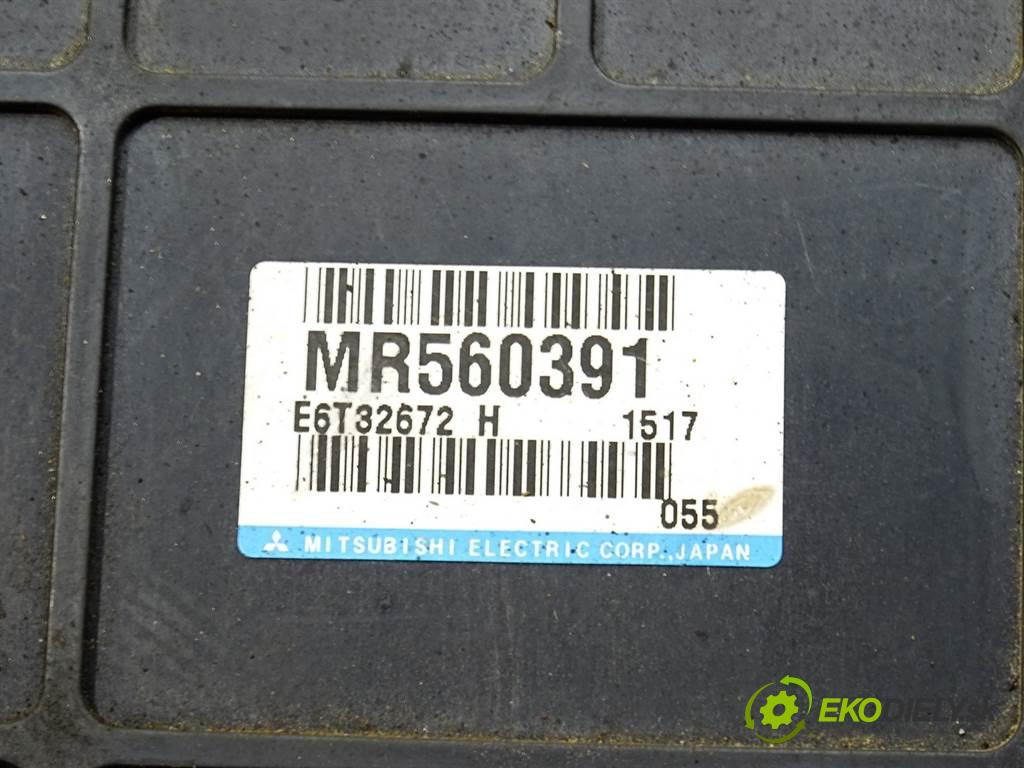 MR560391
E6T32672 H 1517
055
MITSUBISHI ELECTRIC CORP., JAPAN
EKODIELY.SK